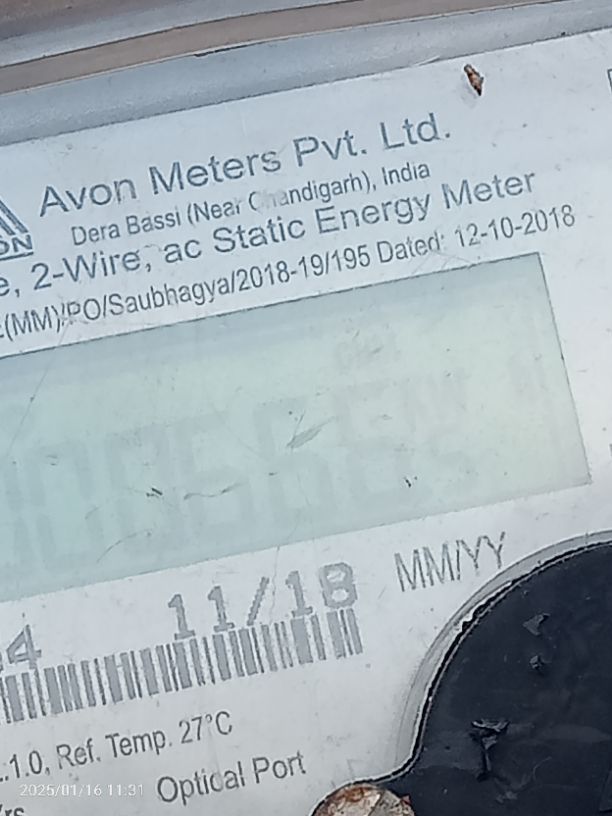 Avon Meters Pvt. Ltd.
Dera Bassi (Near Chandigarh), India
2-Wire, ac Static Energy Meter
(MM)/PO/Saubhagya/2018-19/195 Dated: 12-10-2018
4 11/18 MM/YY
.1.0, Ref. Temp. 27°C
Optical Port
2025/01/16 11:31